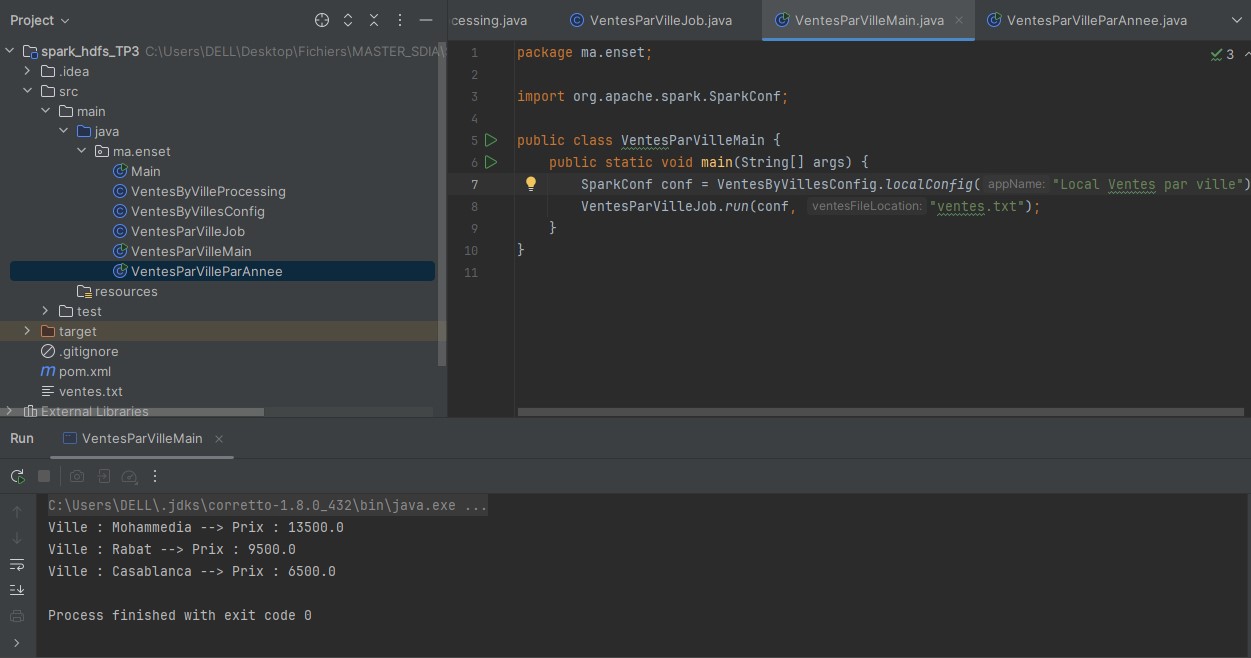 Project
spark_hdfs_TP3 C:\Users\DELL\Desktop\Fichiers\MASTER_SDIA\
.idea
src
main
java
ma.enset
Main
VentesByVilleProcessing
VentesByVillesConfig
VentesParVilleJob
VentesParVilleMain
VentesParVilleParAnnee
resources
test
target
.gitignore
pom.xml
ventes.txt
External Libraries
cessing.java VentesParVilleJob.java VentesParVilleMain.java VentesParVilleParAnnee.java
3
1 package ma.enset;
2
3 import org.apache.spark.SparkConf;
4
5 public class VentesParVilleMain {
6 public static void main(String[] args) {
7 SparkConf conf = VentesByVillesConfig.localConfig( appName: "Local Ventes par ville")
8 VentesParVilleJob.run(conf, ventesFileLocation: "ventes.txt");
9 }
10 }
11
Run VentesParVilleMain
C:\Users\DELL\.jdks\corretto-1.8.0_432\bin\java.exe ...
Ville : Mohammedia --> Prix : 13500.0
Ville : Rabat --> Prix : 9500.0
Ville : Casablanca --> Prix : 6500.0
Process finished with exit code 0